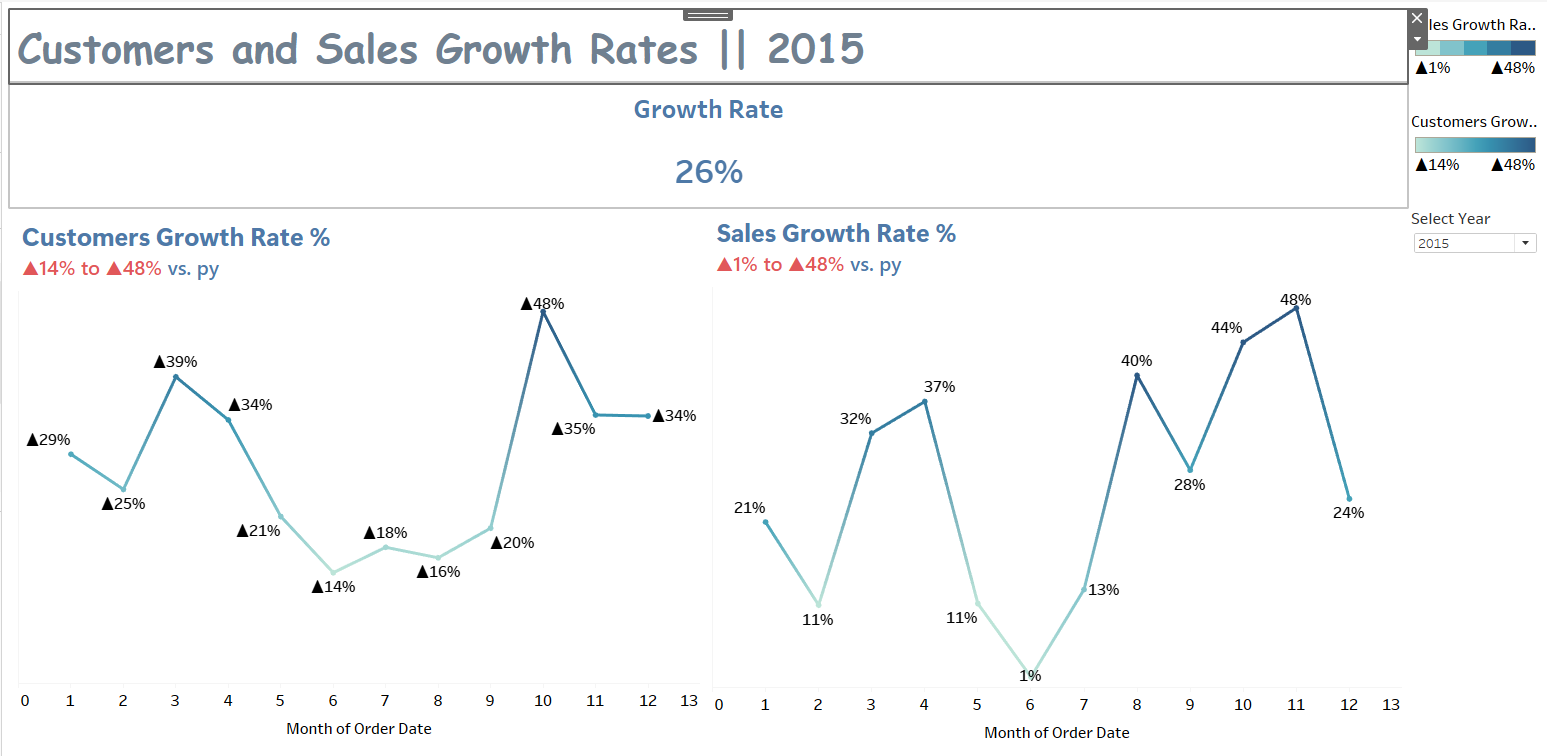 Customers and Sales Growth Rates || 2015
Growth Rate
26%
les Growth Ra..
▲1% ▲48%
Customers Grow..
▲14% ▲48%
Select Year
2015
Customers Growth Rate %
▲14% to ▲48% vs. py
▲29%
▲25%
▲39%
▲34%
▲21%
▲14%
▲18%
▲16%
▲20%
▲48%
▲35%
▲34%
0 1 2 3 4 5 6 7 8 9 10 11 12 13
Month of Order Date
Sales Growth Rate %
▲1% to ▲48% vs. py
21%
11%
32%
37%
11%
1%
13%
40%
28%
44%
48%
24%
0 1 2 3 4 5 6 7 8 9 10 11 12 13
Month of Order Date